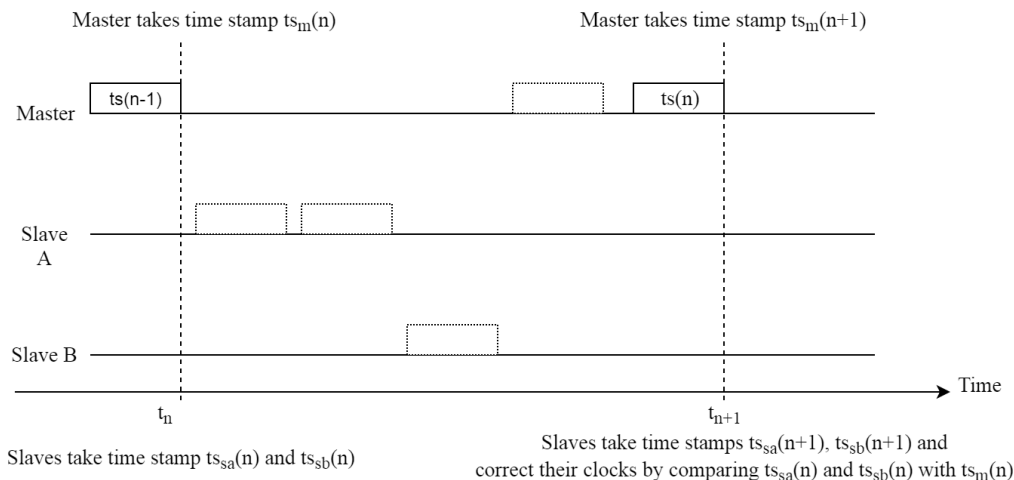 Master takes time stamp ts_m(n)
Master takes time stamp ts_m(n+1)
ts(n-1)
ts(n)
Master
Slave
A
Slave B
Time
t_n
t_{n+1}
Slaves take time stamp ts_sa(n) and ts_sb(n)
Slaves take time stamps ts_sa(n+1), ts_sb(n+1) and
correct their clocks by comparing ts_sa(n) and ts_sb(n) with ts_m(n)